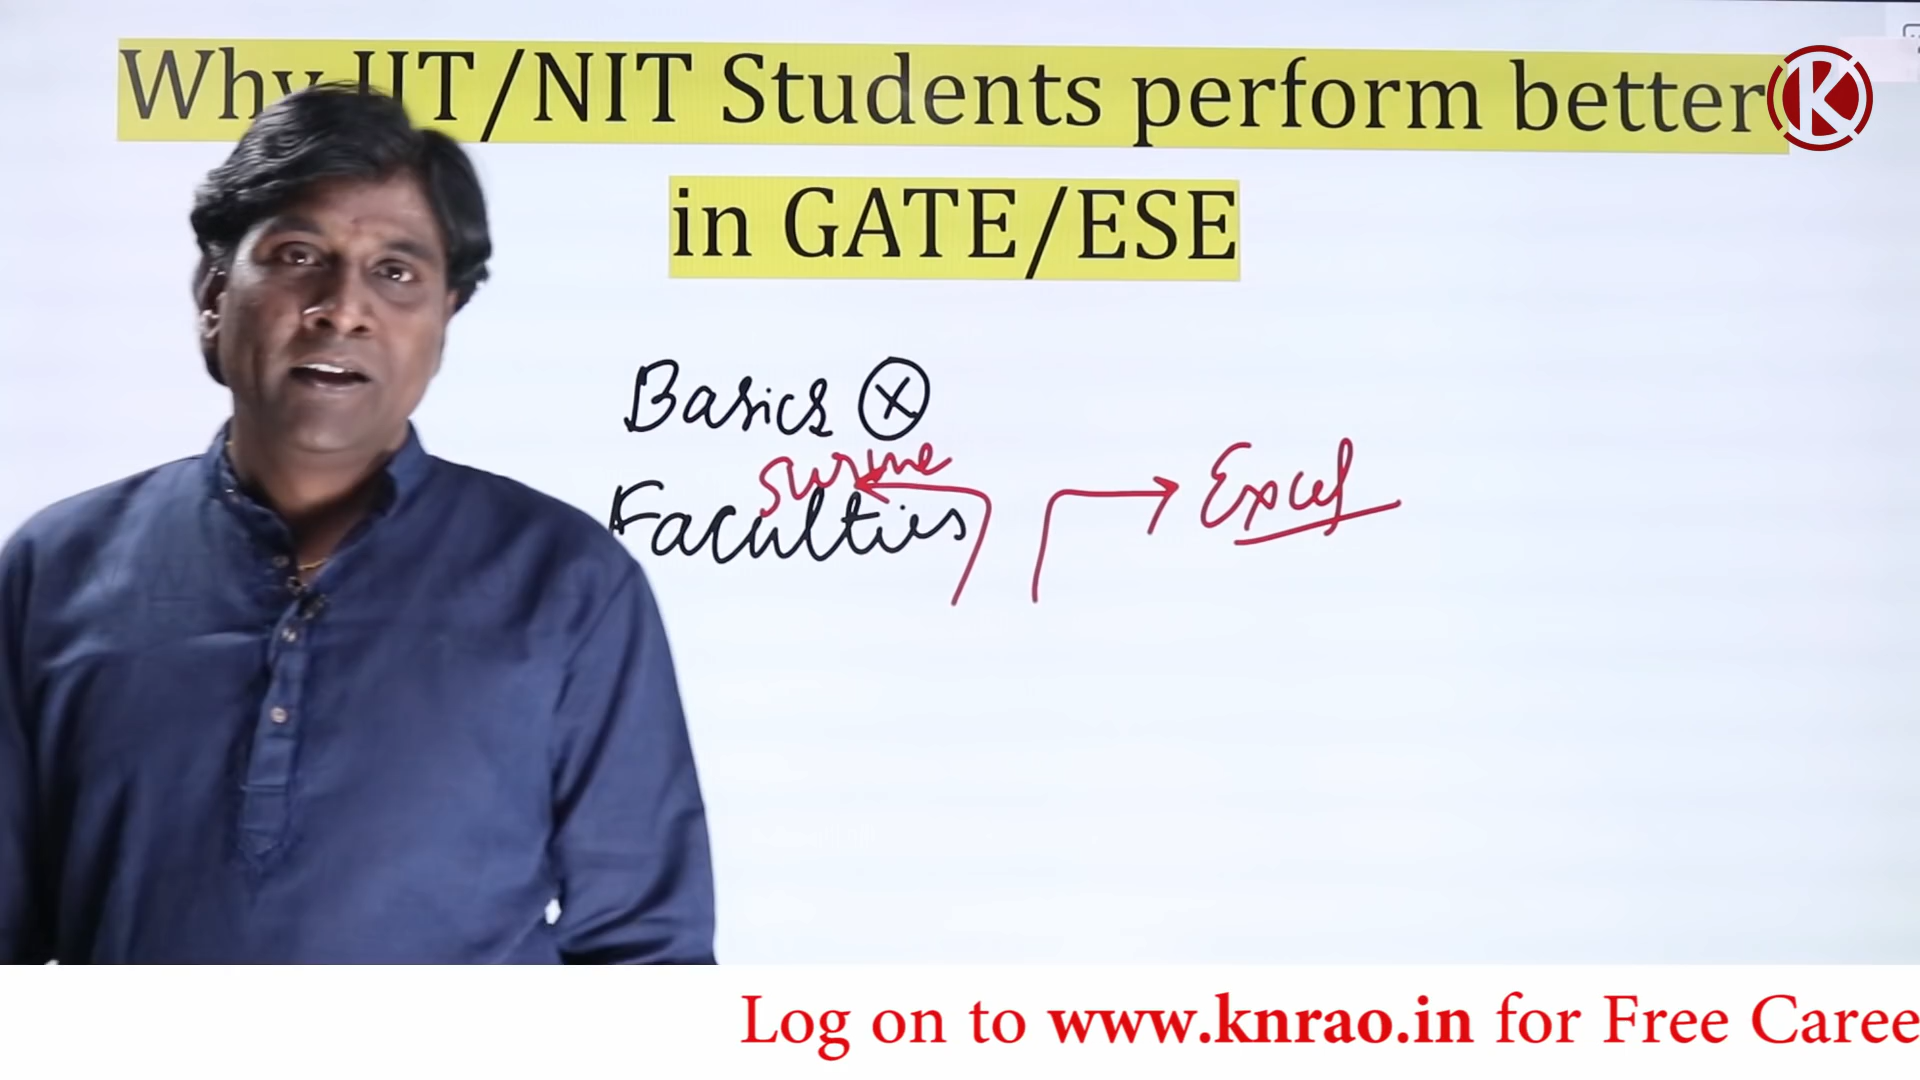 Why IIT/NIT Students perform better
in GATE/ESE
Basics
Faculties
Excel
Log on to www.knrao.in for Free Caree